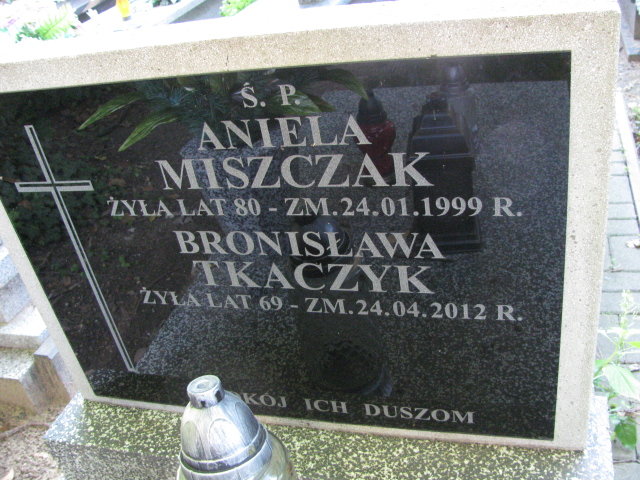 Ś. P.
ANIELA
MISZCZAK
ŻYŁA LAT 80 - ZM.24.01.1999 R.
BRONISŁAWA
TKACZYK
ŻYŁA LAT 69 - ZM.24.04.2012 R.
ICH DUSZOM